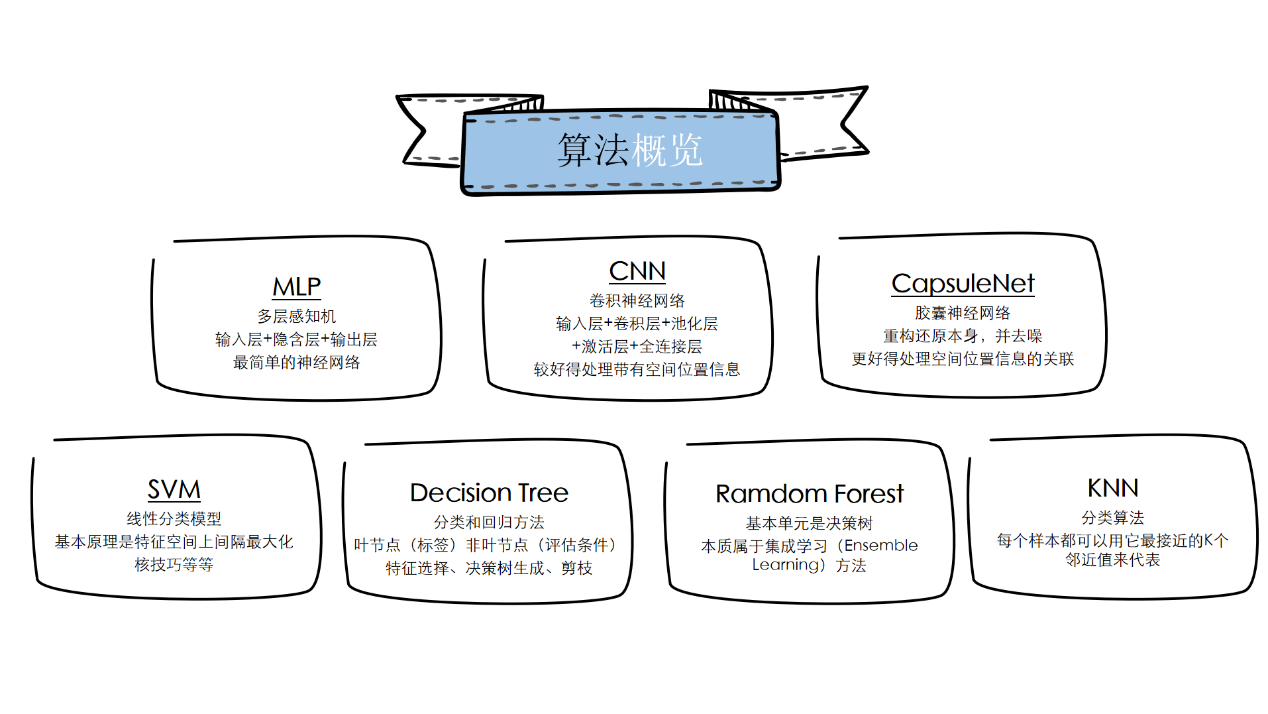 算法概览
MLP
多层感知机
输入层+隐含层+输出层
最简单的神经网络
CNN
卷积神经网络
输入层+卷积层+池化层
+激活层+全连接层
较好得处理带有空间位置信息
CapsuleNet
胶囊神经网络
重构还原本身，并去噪
更好得处理空间位置信息的关联
SVM
线性分类模型
基本原理是特征空间上间隔最大化
核技巧等等
Decision Tree
分类和回归方法
叶节点（标签）非叶节点（评估条件）
特征选择、决策树生成、剪枝
Ramdom Forest
基本单元是决策树
本质属于集成学习（Ensemble
Learning）方法
KNN
分类算法
每个样本都可以用它最接近的K个
邻近值来代表